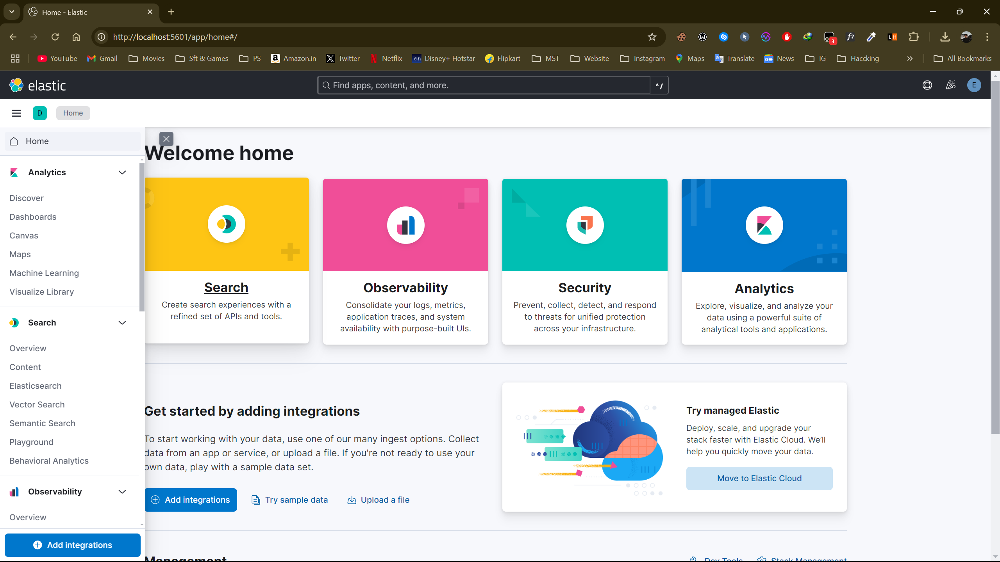 Home - Elastic
http://localhost:5601/app/home#/
3
f?
LH
YouTube
Gmail
Movies
Sft & Games
PS
Amazon.in
Twitter
Netflix
Disney+ Hotstar
Flipkart
MST
Website
Instagram
Maps
Translate
News
IG
Haccking
»
All Bookmarks
elastic
Find apps, content, and more.
^/
E
D
Home
Home
Analytics
Discover
Dashboards
Canvas
Maps
Machine Learning
Visualize Library
Search
Overview
Content
Elasticsearch
Vector Search
Semantic Search
Playground
Behavioral Analytics
Observability
Overview
Add integrations
Welcome home
Search
Create search experiences with a
refined set of APIs and tools.
Observability
Consolidate your logs, metrics,
application traces, and system
availability with purpose-built UIs.
Security
Prevent, collect, detect, and respond
to threats for unified protection
across your infrastructure.
Analytics
Explore, visualize, and analyze your
data using a powerful suite of
analytical tools and applications.
Get started by adding integrations
To start working with your data, use one of our many ingest options. Collect
data from an app or service, or upload a file. If you're not ready to use your
own data, play with a sample data set.
Add integrations
Try sample data
Upload a file
Try managed Elastic
Deploy, scale, and upgrade your
stack faster with Elastic Cloud. We'll
help you quickly move your data.
Move to Elastic Cloud
Management
Dev Tools
Stack Management